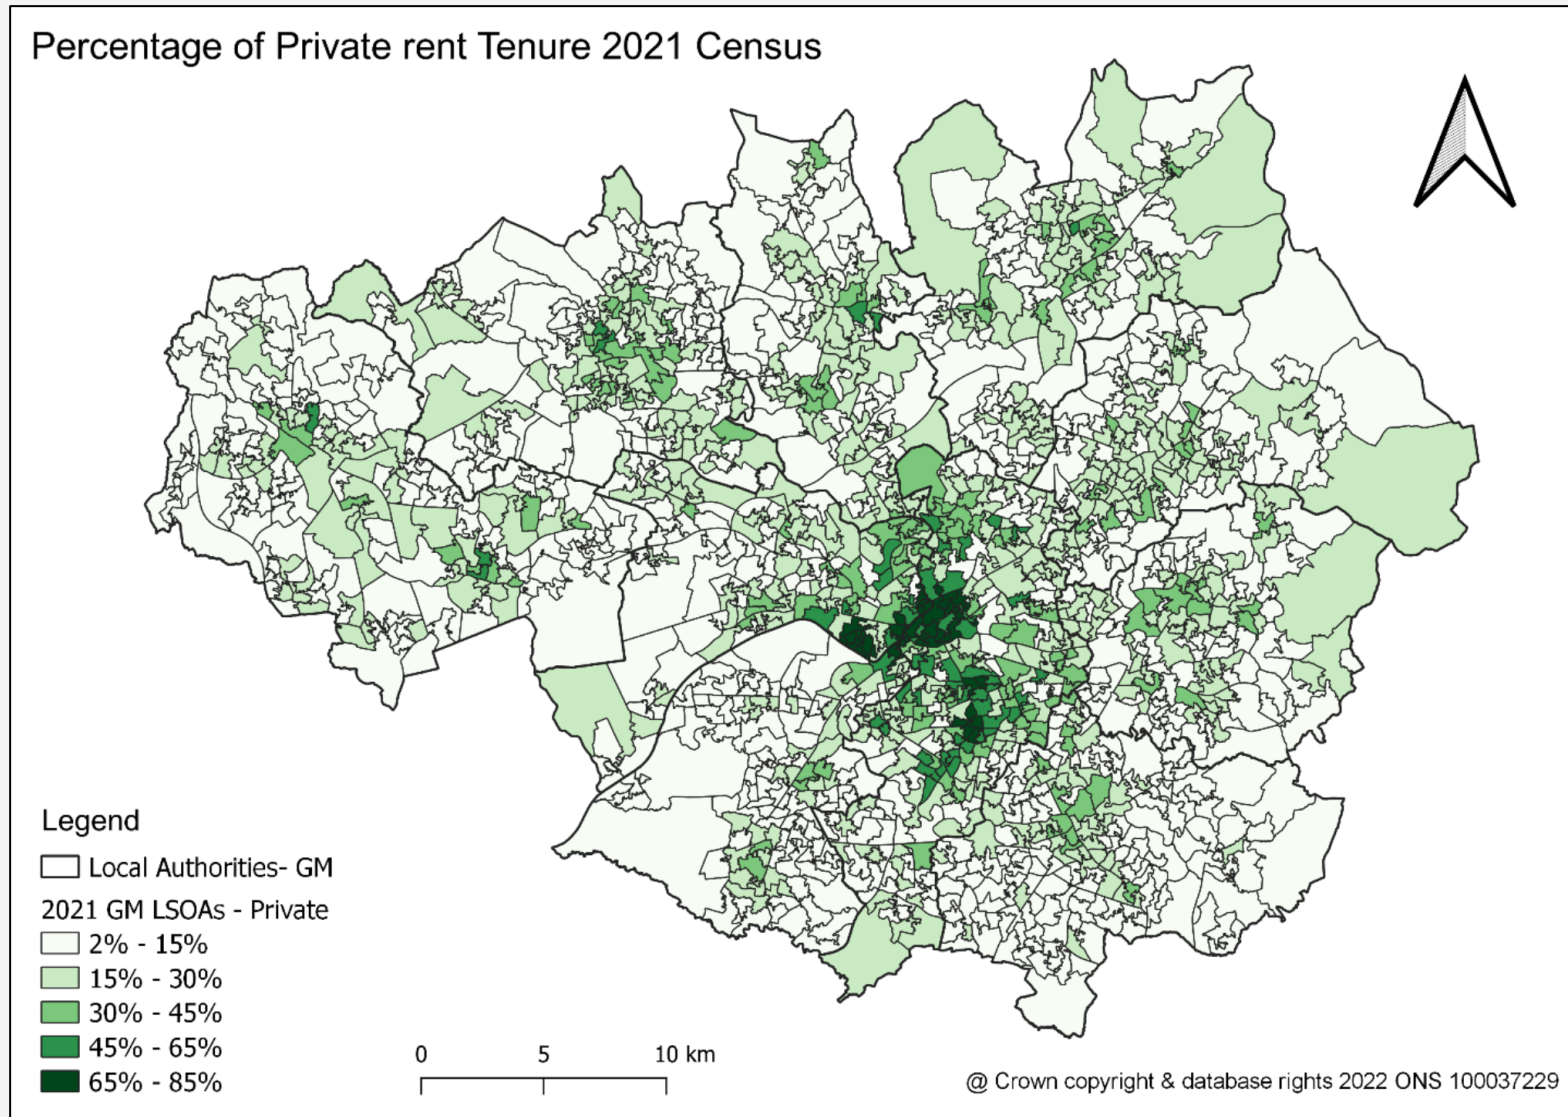 Percentage of Private rent Tenure 2021 Census
Legend
Local Authorities- GM
2021 GM LSOAs - Private
2% - 15%
15% - 30%
30% - 45%
45% - 65%
65% - 85%
0 5 10 km
@ Crown copyright & database rights 2022 ONS 100037229